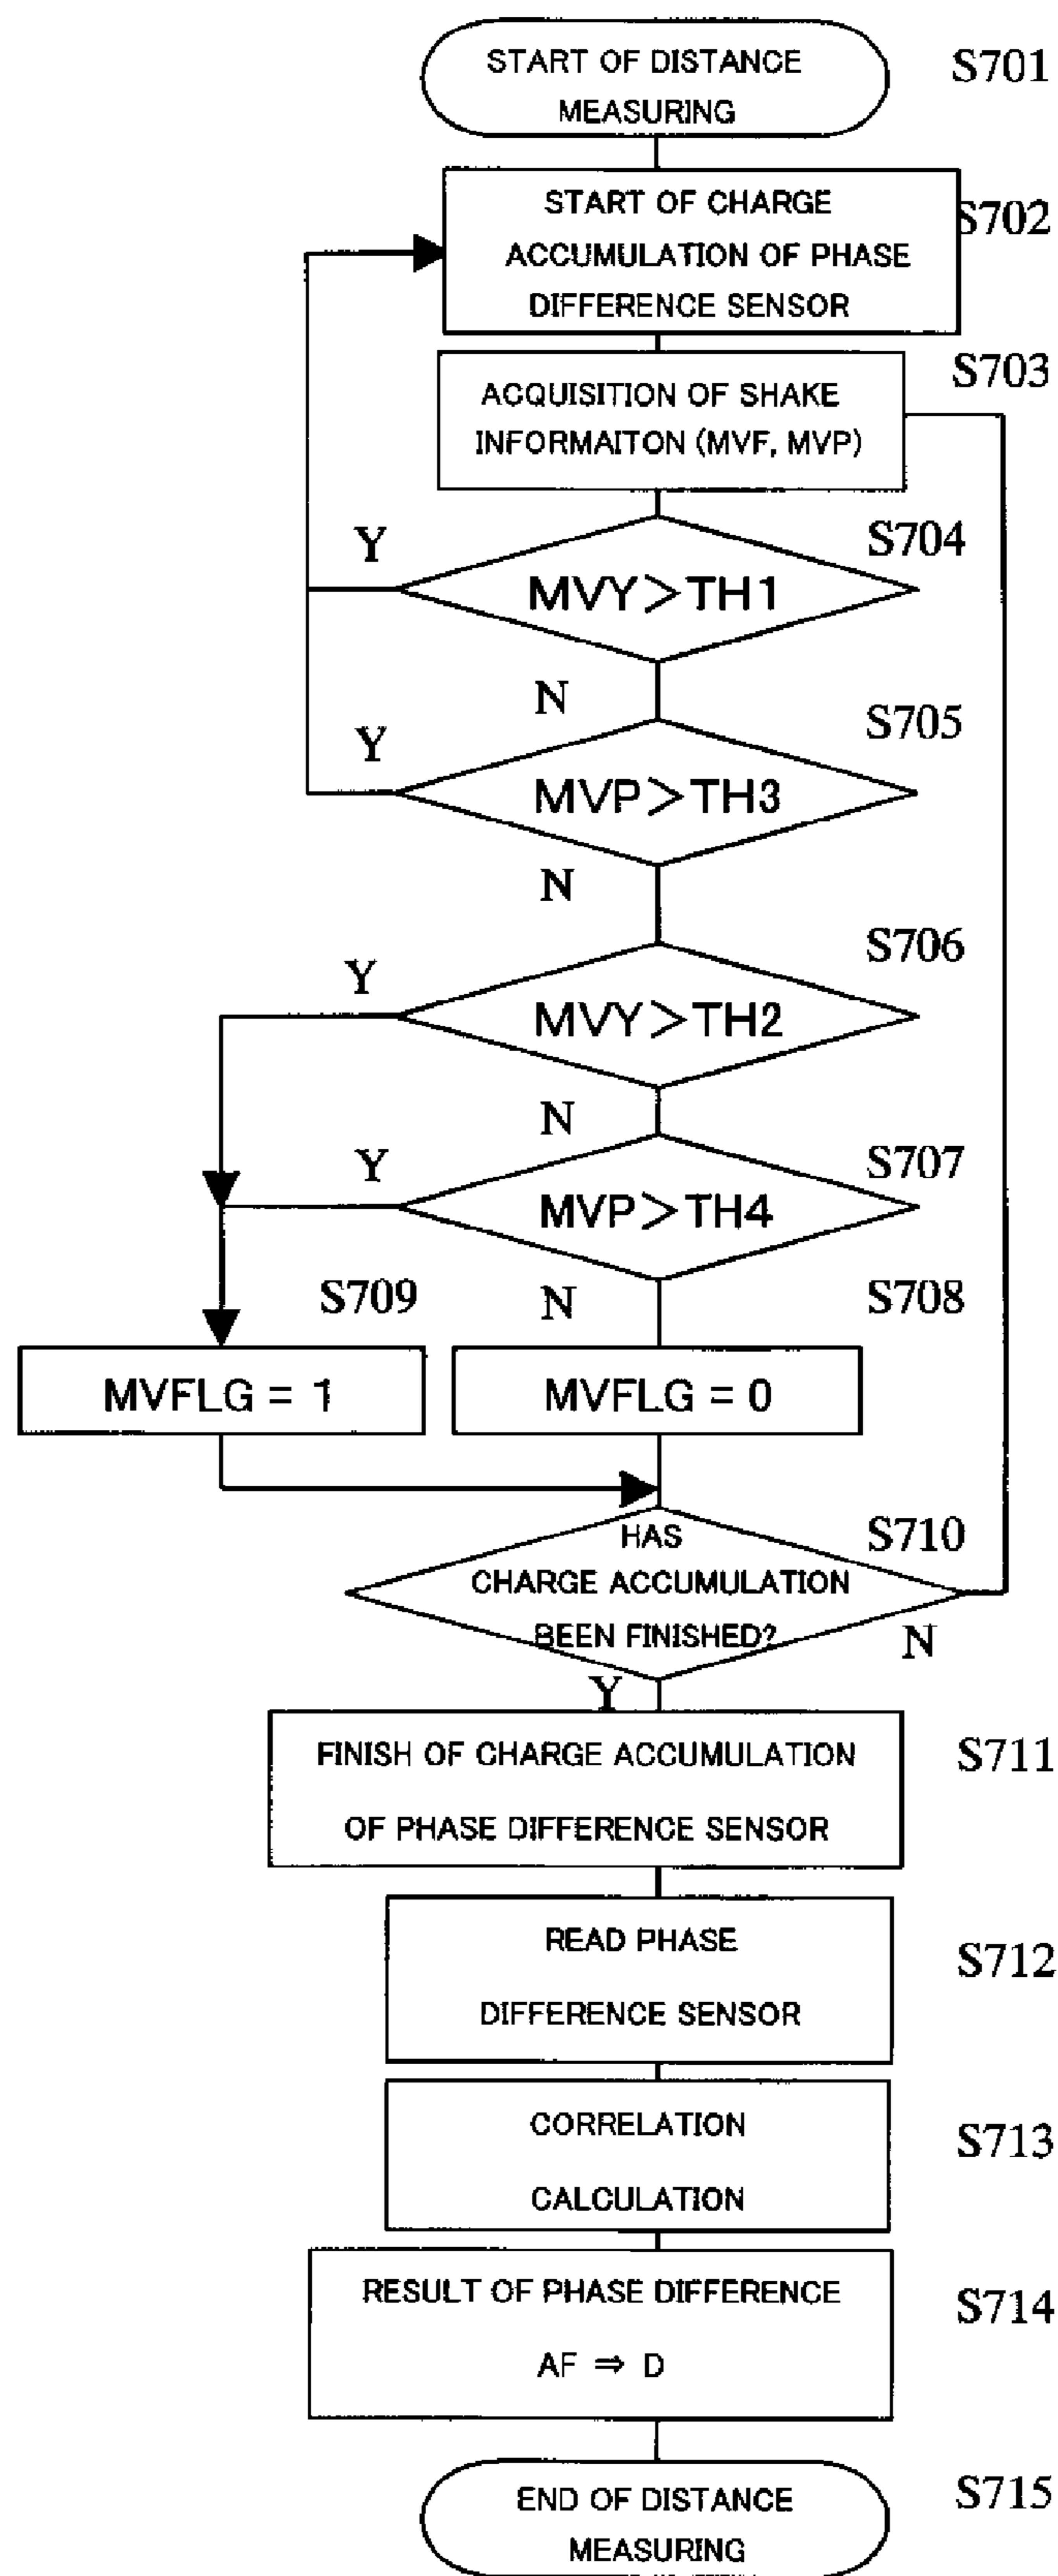 START OF DISTANCE
MEASURING
S701
START OF CHARGE
ACCUMULATION OF PHASE
DIFFERENCE SENSOR
S702
ACQUISITION OF SHAKE
INFORMAITON (MVF, MVP)
S703
Y
MVY>TH1
S704
N
Y
MVP>TH3
S705
N
Y
MVY>TH2
S706
N
Y
MVP>TH4
S707
S709
N
S708
MVFLG = 1
MVFLG = 0
HAS
CHARGE ACCUMULATION
BEEN FINISHED?
S710
N
Y
FINISH OF CHARGE ACCUMULATION
OF PHASE DIFFERENCE SENSOR
S711
READ PHASE
DIFFERENCE SENSOR
S712
CORRELATION
CALCULATION
S713
RESULT OF PHASE DIFFERENCE
AF ⇒ D
S714
END OF DISTANCE
MEASURING
S715